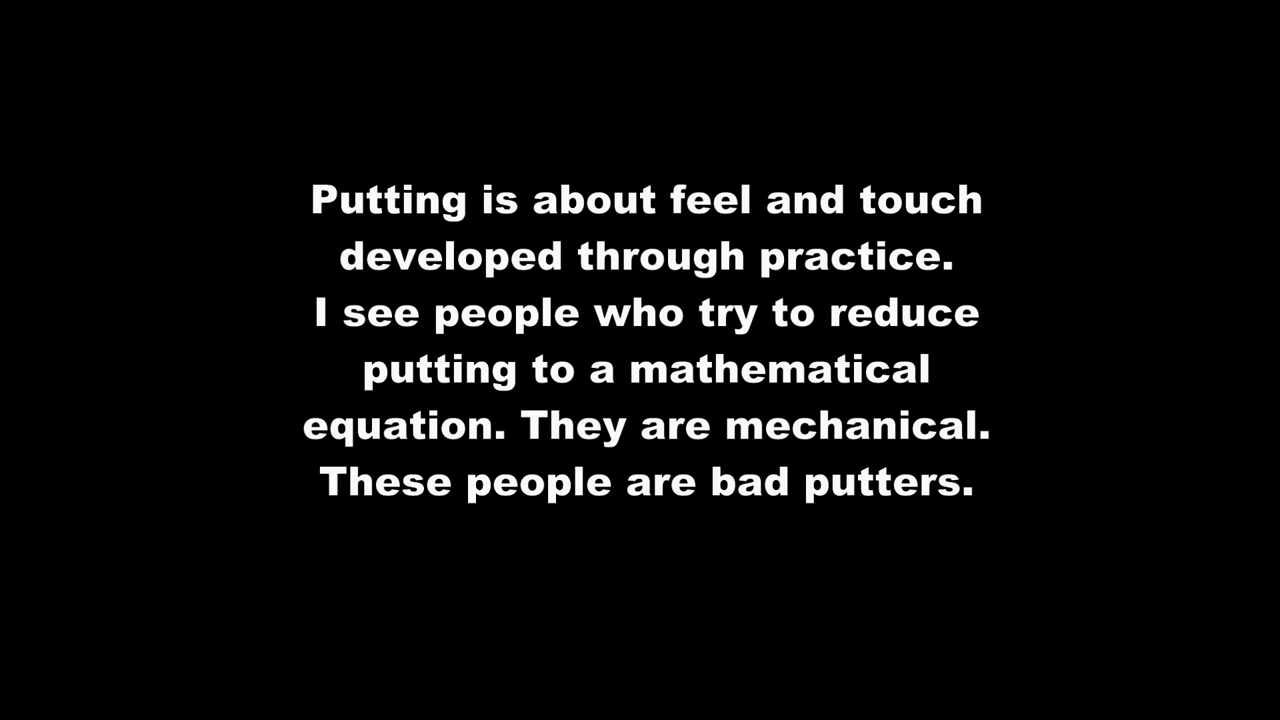 Putting is about feel and touch
developed through practice.
I see people who try to reduce
putting to a mathematical
equation. They are mechanical.
These people are bad putters.